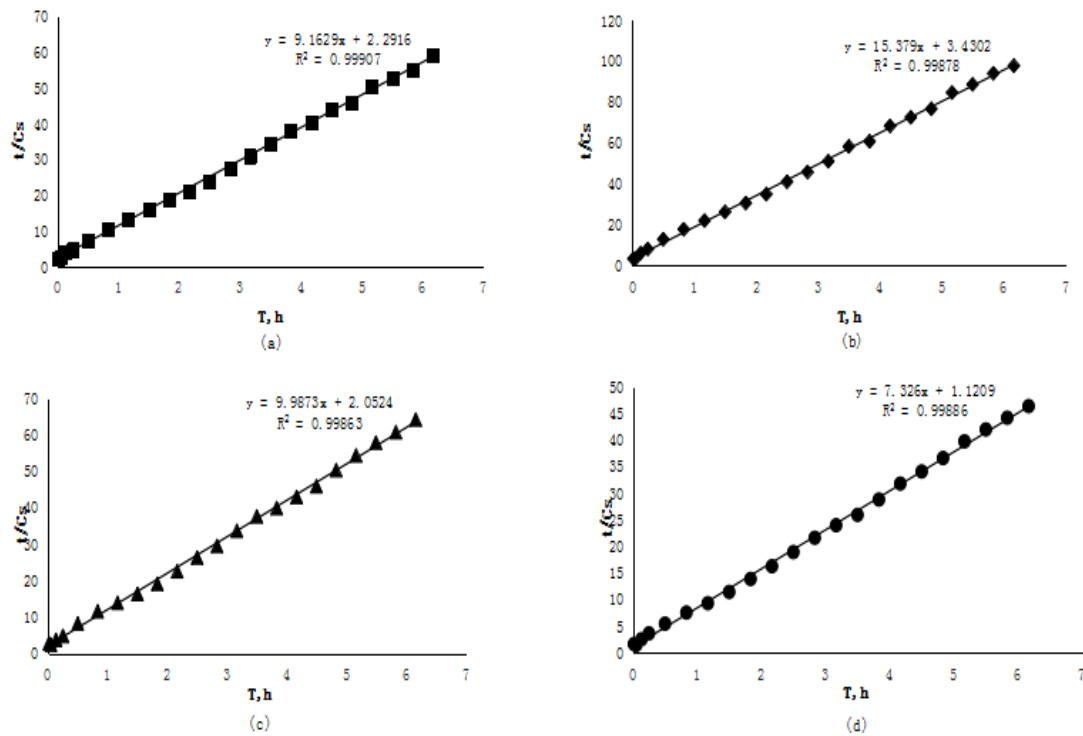 70
60
50
40
30
20
10
0
t/Cs
y = 9.1629x + 2.2916
R² = 0.99907
0 1 2 3 4 5 6 7
T,h
(a)
120
100
80
60
40
20
0
t/Cs
y = 15.379x + 3.4302
R² = 0.99878
0 1 2 3 4 5 6 7
T,h
(b)
70
60
50
40
30
20
10
0
t/Cs
y = 9.9873x + 2.0524
R² = 0.99863
0 1 2 3 4 5 6 7
T,h
(c)
50
45
40
35
30
25
20
15
10
5
0
t/Cs
y = 7.326x + 1.1209
R² = 0.99886
0 1 2 3 4 5 6 7
T,h
(d)